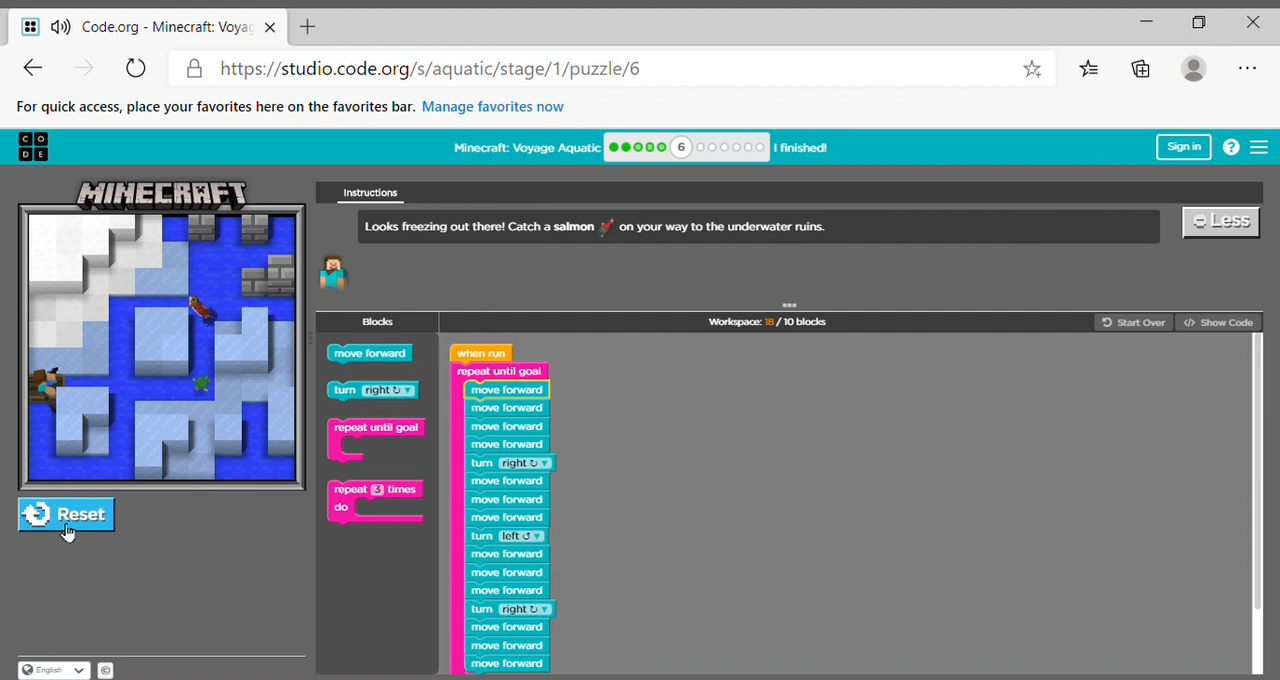 Code.org - Minecraft: Voyag
https://studio.code.org/s/aquatic/stage/1/puzzle/6
For quick access, place your favorites here on the favorites bar. Manage favorites now
C O D E
Minecraft: Voyage Aquatic 6 I finished!
Sign in ?
MINECRAFT
Instructions
Looks freezing out there! Catch a salmon on your way to the underwater ruins.
Less
Blocks
Workspace: 18 / 10 blocks
Start Over
</> Show Code
move forward
turn right
repeat until goal
repeat 3 times
do
when run
repeat until goal
move forward
move forward
move forward
move forward
turn right
move forward
move forward
move forward
turn left
move forward
move forward
move forward
turn right
move forward
move forward
move forward
Reset
English
©